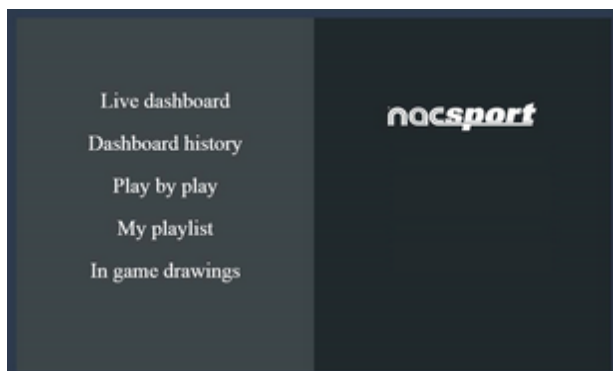 Live dashboard
Dashboard history
Play by play
My playlist
In game drawings
nacsport